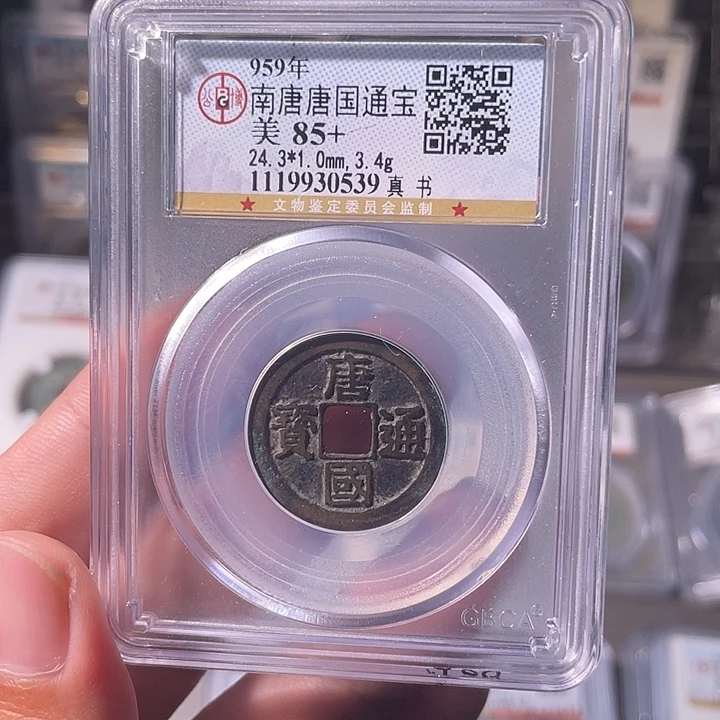 959年
南唐唐国通宝
美 85+
24.3*1.0mm, 3.4g
1119930539 真 书
★ 文物鉴定委员会监制 ★
唐
寶 通
國
GBCA